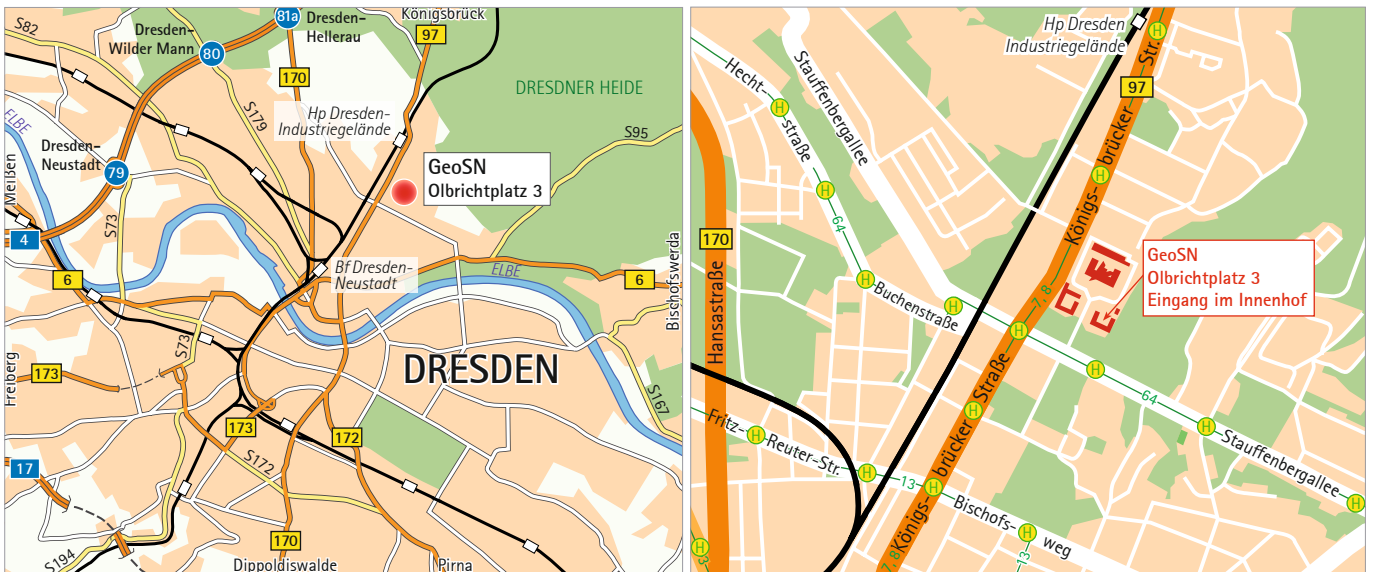 S82
Dresden-
Wilder Mann
80
81a
Dresden-
Hellerau
Königsbrück
97
170
S179
DRESDNER HEIDE
Hp Dresden-
Industriegelände
S95
ELBE
Dresden-
Neustadt
79
Meißen
GeoSN
Olbrichtplatz 3
S73
4
6
Bf Dresden-
Neustadt
ELBE
6
Bischofswerda
S73
DRESDEN
Freiberg
173
S167
173
172
S172
17
170
S194
Dippoldiswalde
Pirna
Hp Dresden
Industriegelände
Hecht-
straße
Stauffenbergallee
97
Königs-
brücker
Str.
H
H
H
H
64
170
Hansastraße
H
Buchenstraße
H
7, 8
H
GeoSN
Olbrichtplatz 3
Eingang im Innenhof
H
64
H
Stauffenbergallee
H
Königs-
brücker
Straße
H
Fritz-
H
Reuter-Str.
H
13
H
Bischofs-
H
weg
13
7, 8
H